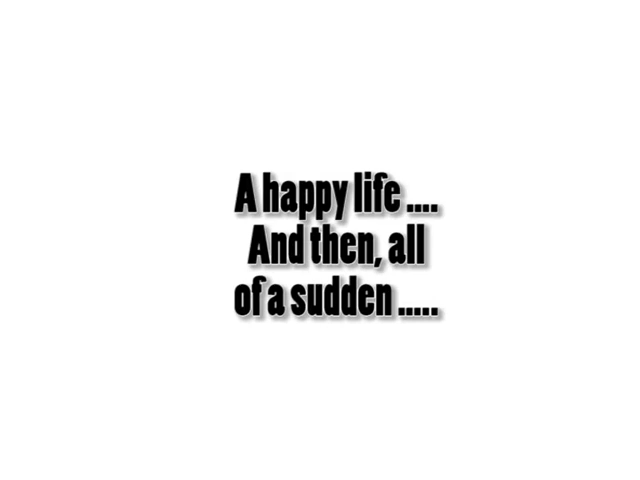 A happy life ....
And then, all
of a sudden .....